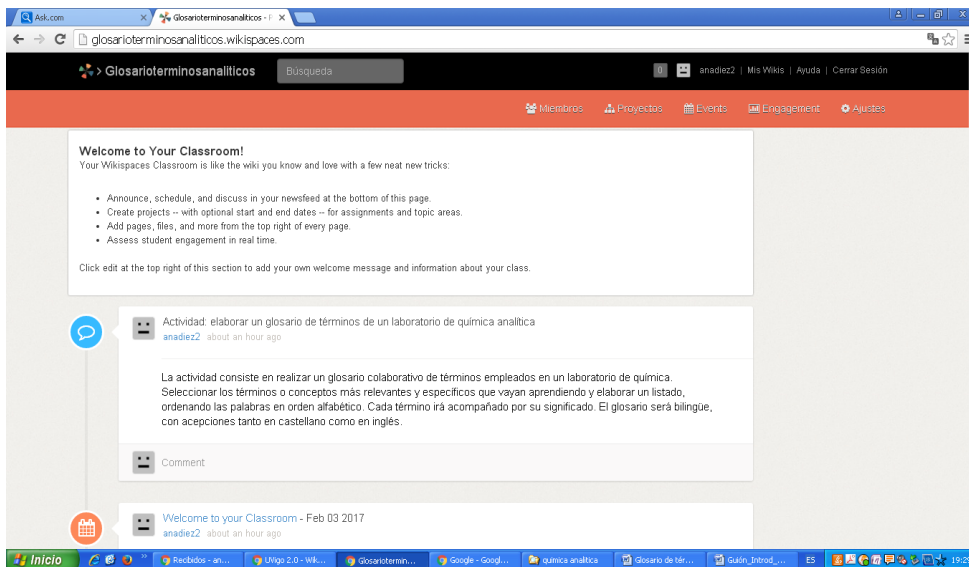 Ask.com
Glosarioterminosanaliticos - F
glosarioterminosanaliticos.wikispaces.com
Glosarioterminosanaliticos
Búsqueda
0
anadiez2 | Mis Wikis | Ayuda | Cerrar Sesión
Miembros
Proyectos
Events
Engagement
Ajustes
Welcome to Your Classroom!
Your Wikispaces Classroom is like the wiki you know and love with a few neat new tricks:
• Announce, schedule, and discuss in your newsfeed at the bottom of this page.
• Create projects -- with optional start and end dates -- for assignments and topic areas.
• Add pages, files, and more from the top right of every page.
• Assess student engagement in real time.
Click edit at the top right of this section to add your own welcome message and information about your class.
Actividad: elaborar un glosario de términos de un laboratorio de química analítica
anadiez2 about an hour ago
La actividad consiste en realizar un glosario colaborativo de términos empleados en un laboratorio de química.
Seleccionar los términos o conceptos más relevantes y específicos que vayan aprendiendo y elaborar un listado,
ordenando las palabras en orden alfabético. Cada término irá acompañado por su significado. El glosario será bilingüe,
con acepciones tanto en castellano como en inglés.
Comment
Welcome to your Classroom - Feb 03 2017
anadiez2 about an hour ago
Inicio
Recibidos - an...
UVigo 2.0 - Wik...
Glosariotermin...
Google - Googl...
quimica analitica
Glosario de tér...
Guión_Introd_...
ES
19:29